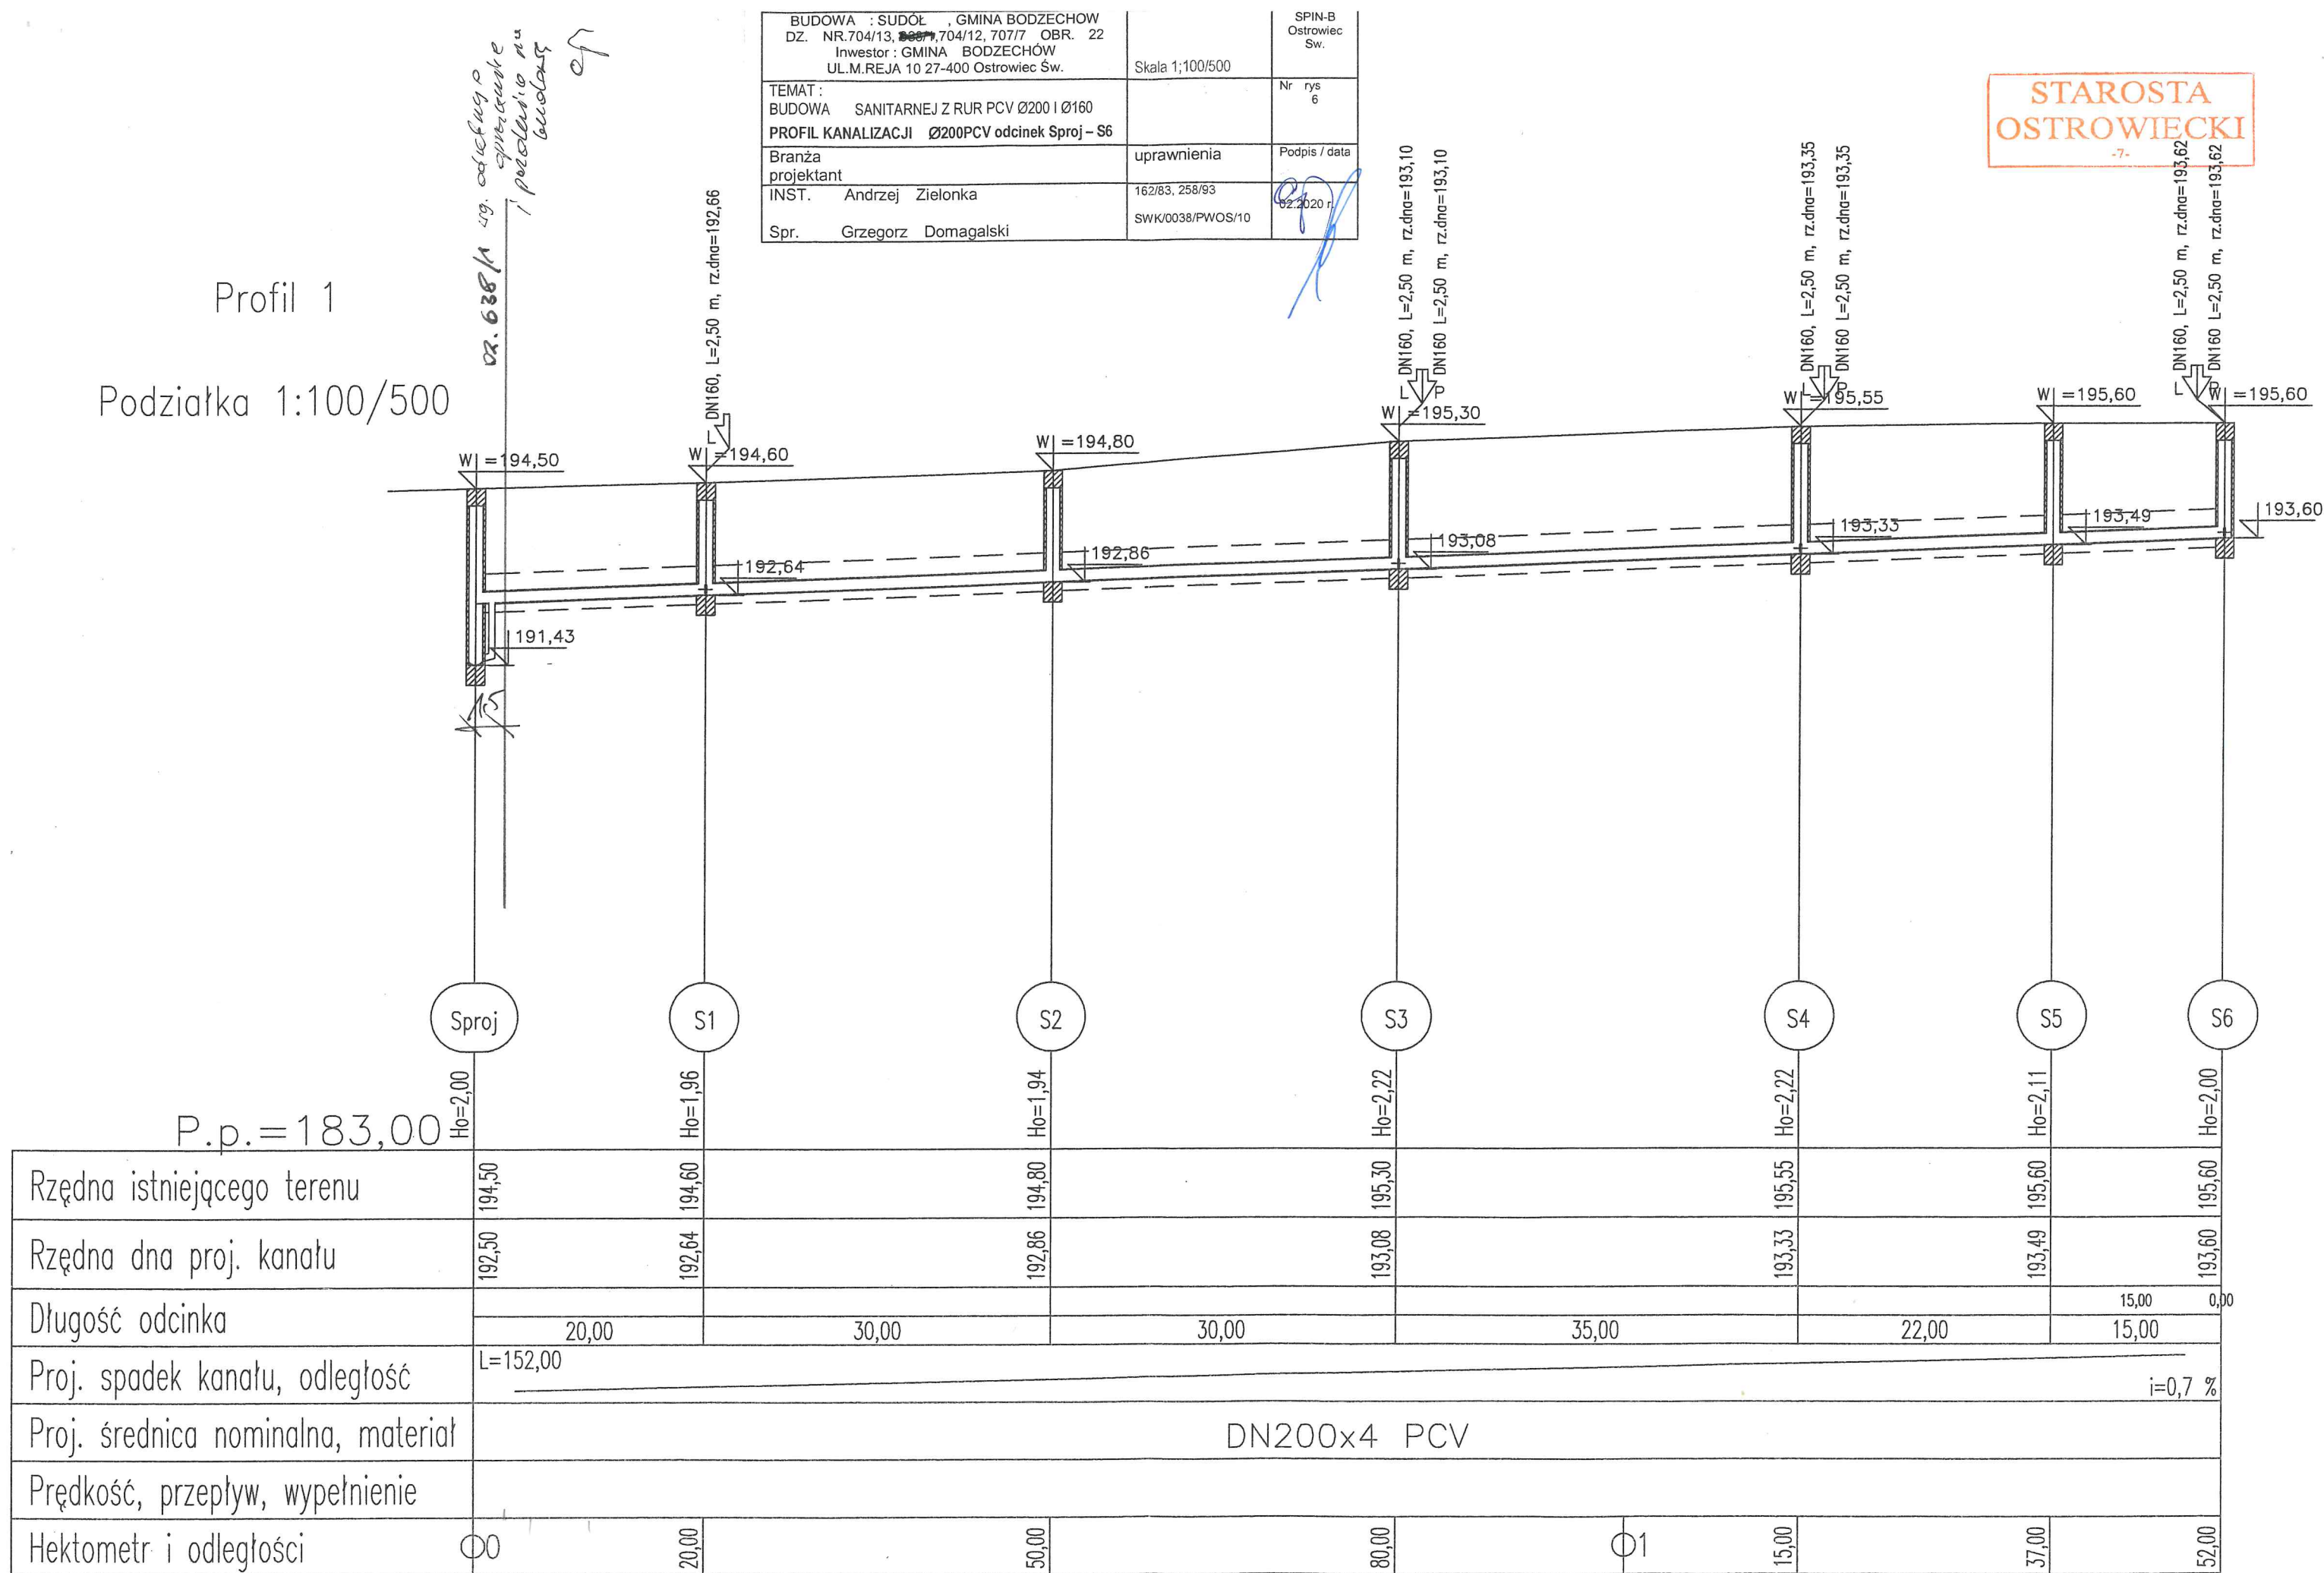 BUDOWA : SUDÓŁ , GMINA BODZECHOW
DZ. NR.704/13, 704/12, 707/7 OBR. 22
Inwestor : GMINA BODZECHÓW
UL.M.REJA 10 27-400 Ostrowiec Św.
Skala 1;100/500
SPIN-B
Ostrowiec
Sw.
TEMAT :
BUDOWA SANITARNEJ Z RUR PCV Ø200 I Ø160
PROFIL KANALIZACJI Ø200PCV odcinek Sproj – S6
Nr rys
6
Branża
projektant
uprawnienia
Podpis / data
INST. Andrzej Zielonka
162/83, 258/93
02.2020 r.
SWK/0038/PWOS/10
Spr. Grzegorz Domagalski
STAROSTA
OSTROWIECKI
-7-
dz. 638/1 wg.
i na
budowę
Profil 1
Podziałka 1:100/500
DN160, L=2,50 m, rz.dna=192,66
L
DN160, L=2,50 m, rz.dna=193,10
DN160 L=2,50 m, rz.dna=193,10
L P
DN160, L=2,50 m, rz.dna=193,35
DN160 L=2,50 m, rz.dna=193,35
L P
DN160, L=2,50 m, rz.dna=193,62
DN160 L=2,50 m, rz.dna=193,62
L P
W =194,50
W =194,60
W =194,80
W =195,30
W =195,55
W =195,60
W =195,60
191,43
192,64
192,86
193,08
193,33
193,49
193,60
1,5
Sproj S1 S2 S3 S4 S5 S6
Ho=2,00 Ho=1,96 Ho=1,94 Ho=2,22 Ho=2,22 Ho=2,11 Ho=2,00
P.p.=183,00
Rzędna istniejącego terenu 194,50 194,60 194,80 195,30 195,55 195,60 195,60
Rzędna dna proj. kanału 192,50 192,64 192,86 193,08 193,33 193,49 193,60
15,00 0,00
Długość odcinka 20,00 30,00 30,00 35,00 22,00 15,00
Proj. spadek kanału, odległość L=152,00 i=0,7 %
Proj. średnica nominalna, materiał DN200x4 PCV
Prędkość, przepływ, wypełnienie
Hektometr i odległości 0 20,00 50,00 80,00 1 15,00 37,00 52,00